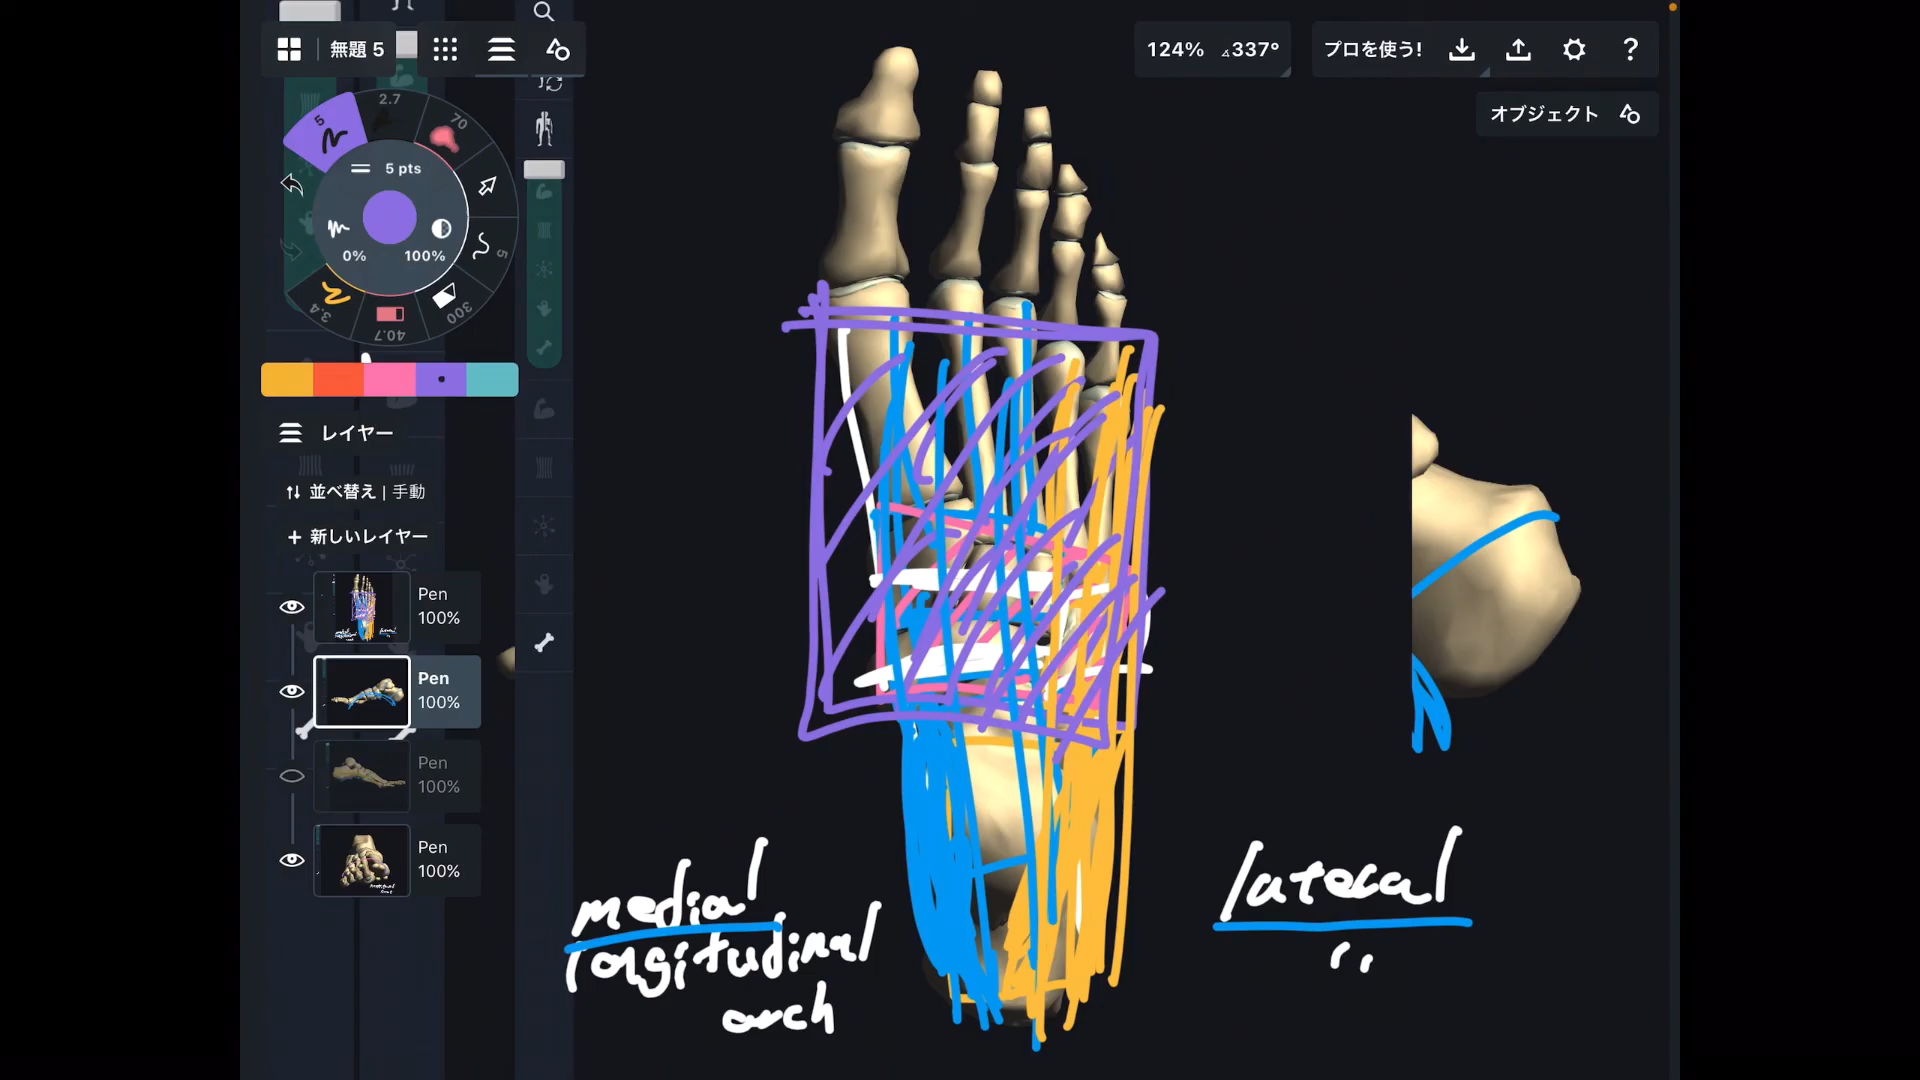 無題 5
124% ⊿337°
プロを使う!
?
オブジェクト
2.7
5
70
5 pts
0%
100%
5
3.4
40.7
300
レイヤー
並べ替え | 手動
+ 新しいレイヤー
Pen
100%
Pen
100%
Pen
100%
Pen
100%
medial
longitudinal
arch
lateral
〃